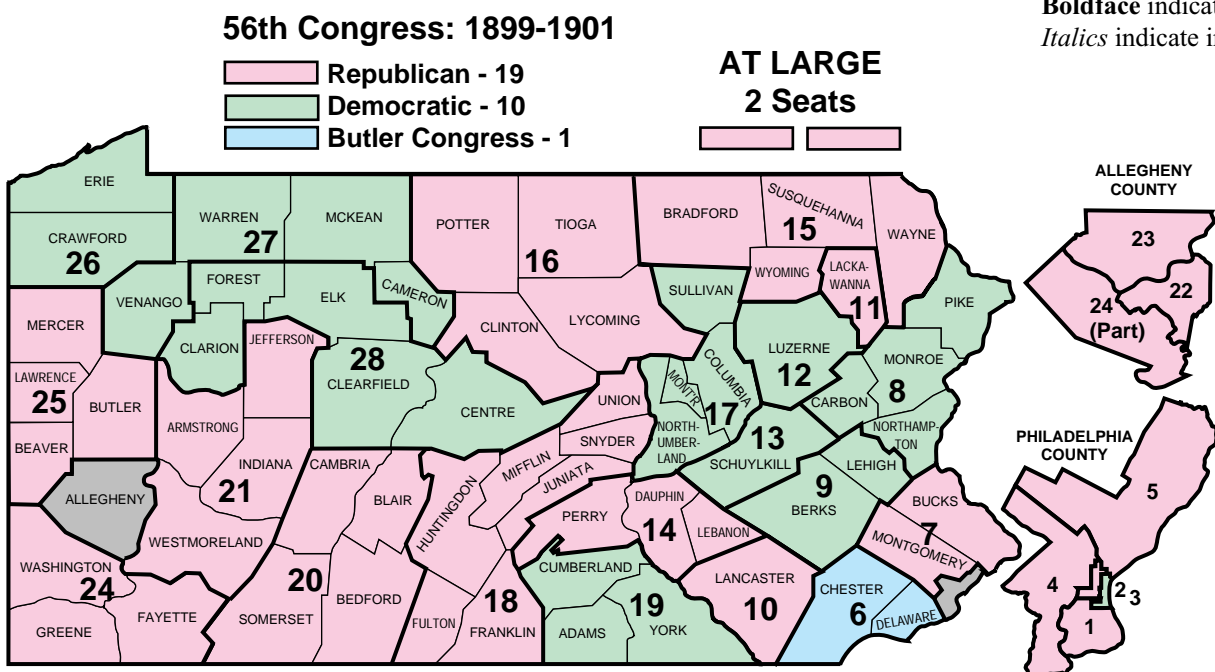 56th Congress: 1899-1901
Republican - 19
Democratic - 10
Butler Congress - 1
AT LARGE
2 Seats
Boldface indicat
Italics indicate i
ERIE
CRAWFORD
26
WARREN
27
MCKEAN
POTTER
TIOGA
16
BRADFORD
SUSQUEHANNA
15
WAYNE
WYOMING
LACKA-
WANNA
11
FOREST
VENANGO
ELK
CAMERON
SULLIVAN
PIKE
MERCER
CLARION
JEFFERSON
CLINTON
LYCOMING
LUZERNE
12
MONROE
8
28
CLEARFIELD
LAWRENCE
25
BUTLER
CENTRE
UNION
MONT'R
COLUMBIA
17
CARBON
NORTHAMP-
TON
BEAVER
ARMSTRONG
INDIANA
21
SNYDER
NORTH-
UMBER-
LAND
13
SCHUYLKILL
LEHIGH
ALLEGHENY
CAMBRIA
BLAIR
HUNTINGDON
MIFFLIN
JUNIATA
9
BERKS
BUCKS
7
MONTGOMERY
WESTMORELAND
PERRY
DAUPHIN
14
LEBANON
WASHINGTON
24
GREENE
FAYETTE
20
SOMERSET
BEDFORD
FULTON
18
FRANKLIN
CUMBERLAND
19
ADAMS
YORK
LANCASTER
10
CHESTER
6
DELAWARE
ALLEGHENY
COUNTY
23
22
24
(Part)
PHILADELPHIA
COUNTY
5
4
2
3
1